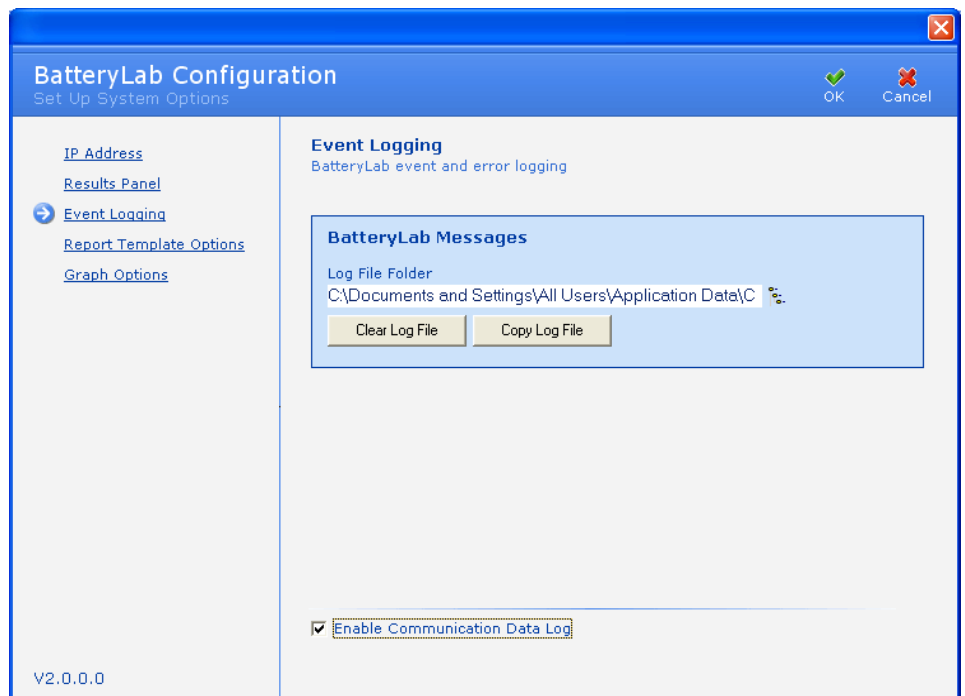 BatteryLab Configuration
Set Up System Options
OK
Cancel
IP Address
Results Panel
Event Logging
Report Template Options
Graph Options
Event Logging
BatteryLab event and error logging
BatteryLab Messages
Log File Folder
C:\Documents and Settings\All Users\Application Data\C
Clear Log File
Copy Log File
Enable Communication Data Log
V2.0.0.0